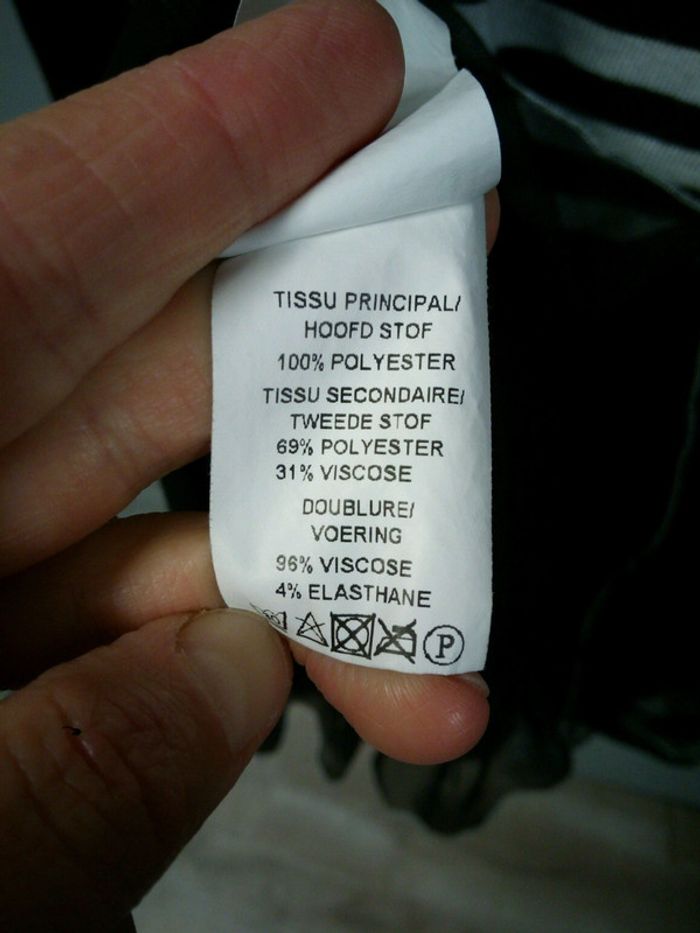 TISSU PRINCIPAL/
HOOFD STOF
100% POLYESTER
TISSU SECONDAIRE/
TWEEDE STOF
69% POLYESTER
31% VISCOSE
DOUBLURE/
VOERING
96% VISCOSE
4% ELASTHANE
P